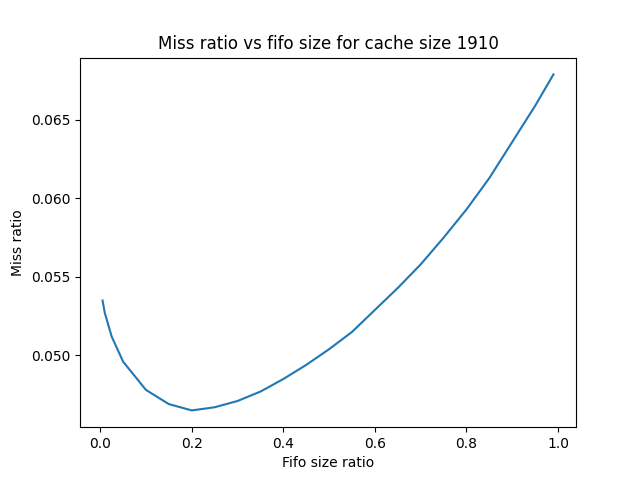 Miss ratio vs fifo size for cache size 1910
0.065
0.060
0.055
0.050
Miss ratio
0.0 0.2 0.4 0.6 0.8 1.0
Fifo size ratio